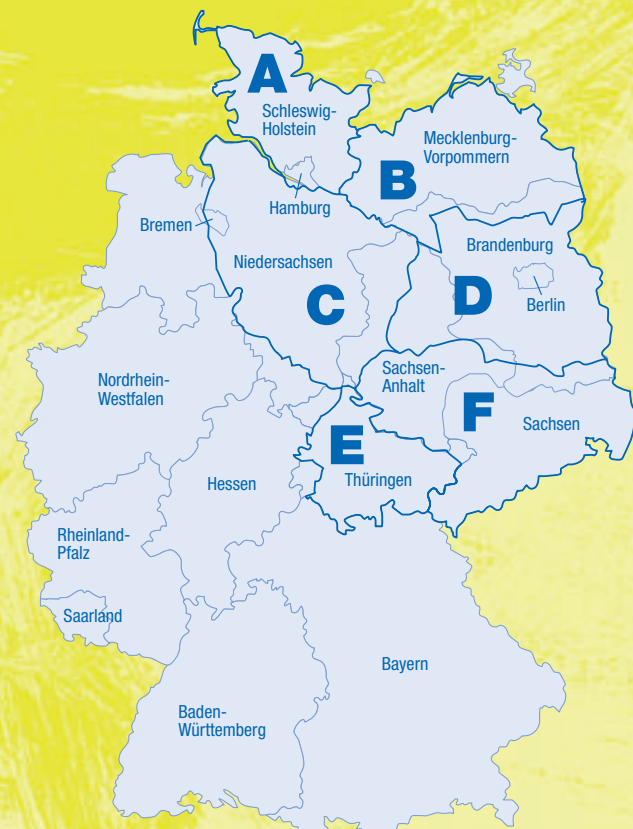 A
Schleswig-
Holstein
Mecklenburg-
Vorpommern
B
Hamburg
Bremen
Brandenburg
Niedersachsen
D
Berlin
C
Sachsen-
Anhalt
Nordrhein-
Westfalen
F
Sachsen
E
Thüringen
Hessen
Rheinland-
Pfalz
Saarland
Bayern
Baden-
Württemberg